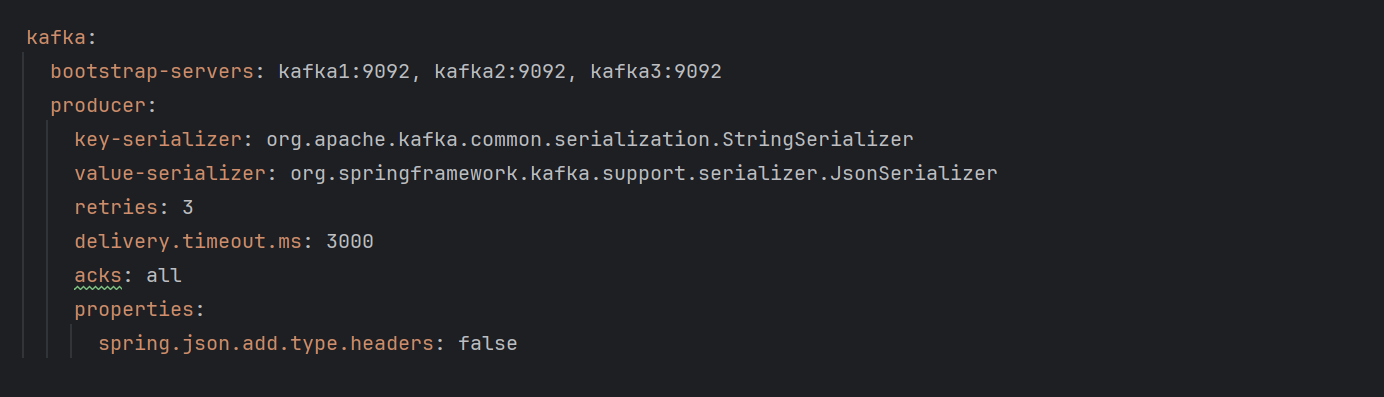 kafka:
  bootstrap-servers: kafka1:9092, kafka2:9092, kafka3:9092
  producer:
    key-serializer: org.apache.kafka.common.serialization.StringSerializer
    value-serializer: org.springframework.kafka.support.serializer.JsonSerializer
    retries: 3
    delivery.timeout.ms: 3000
    acks: all
    properties:
      spring.json.add.type.headers: false